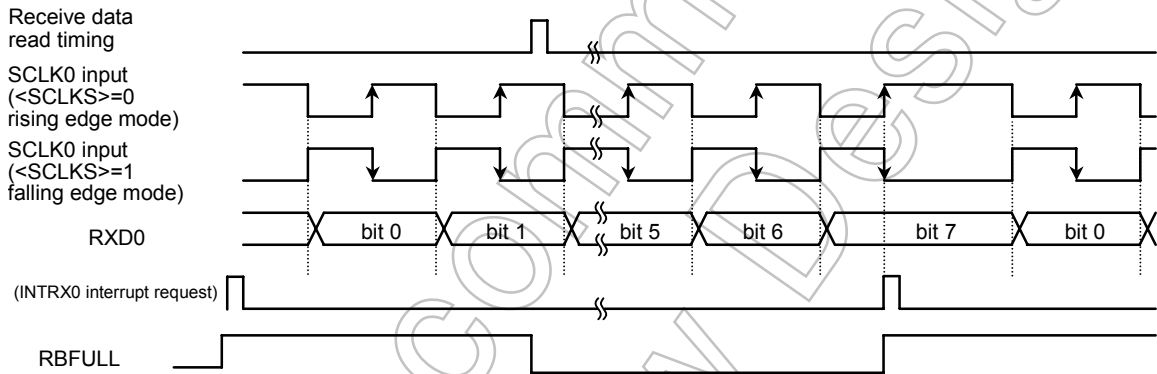 Receive data
read timing
SCLK0 input
(<SCLKS>=0
rising edge mode)
SCLK0 input
(<SCLKS>=1
falling edge mode)
RXD0
bit 0
bit 1
bit 5
bit 6
bit 7
bit 0
(INTRX0 interrupt request)
RBFULL